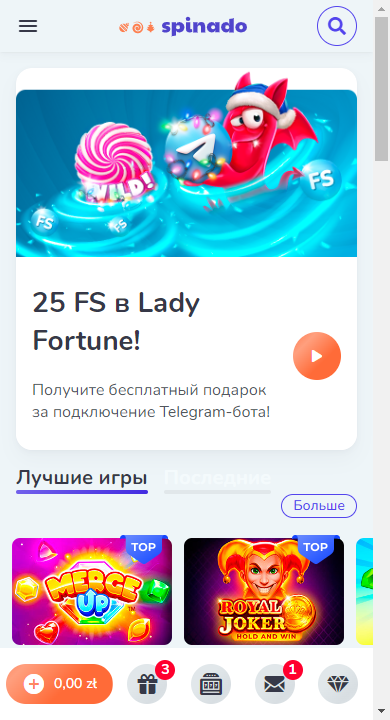 spinado
WILD!
FS
FS
FS
25 FS в Lady
Fortune!
Получите бесплатный подарок
за подключение Telegram-бота!
Лучшие игры
Последние
Больше
TOP
MERGE
UP
TM
TOP
ROYAL
JOKER
HOLD AND WIN
0,00 zł
3
1